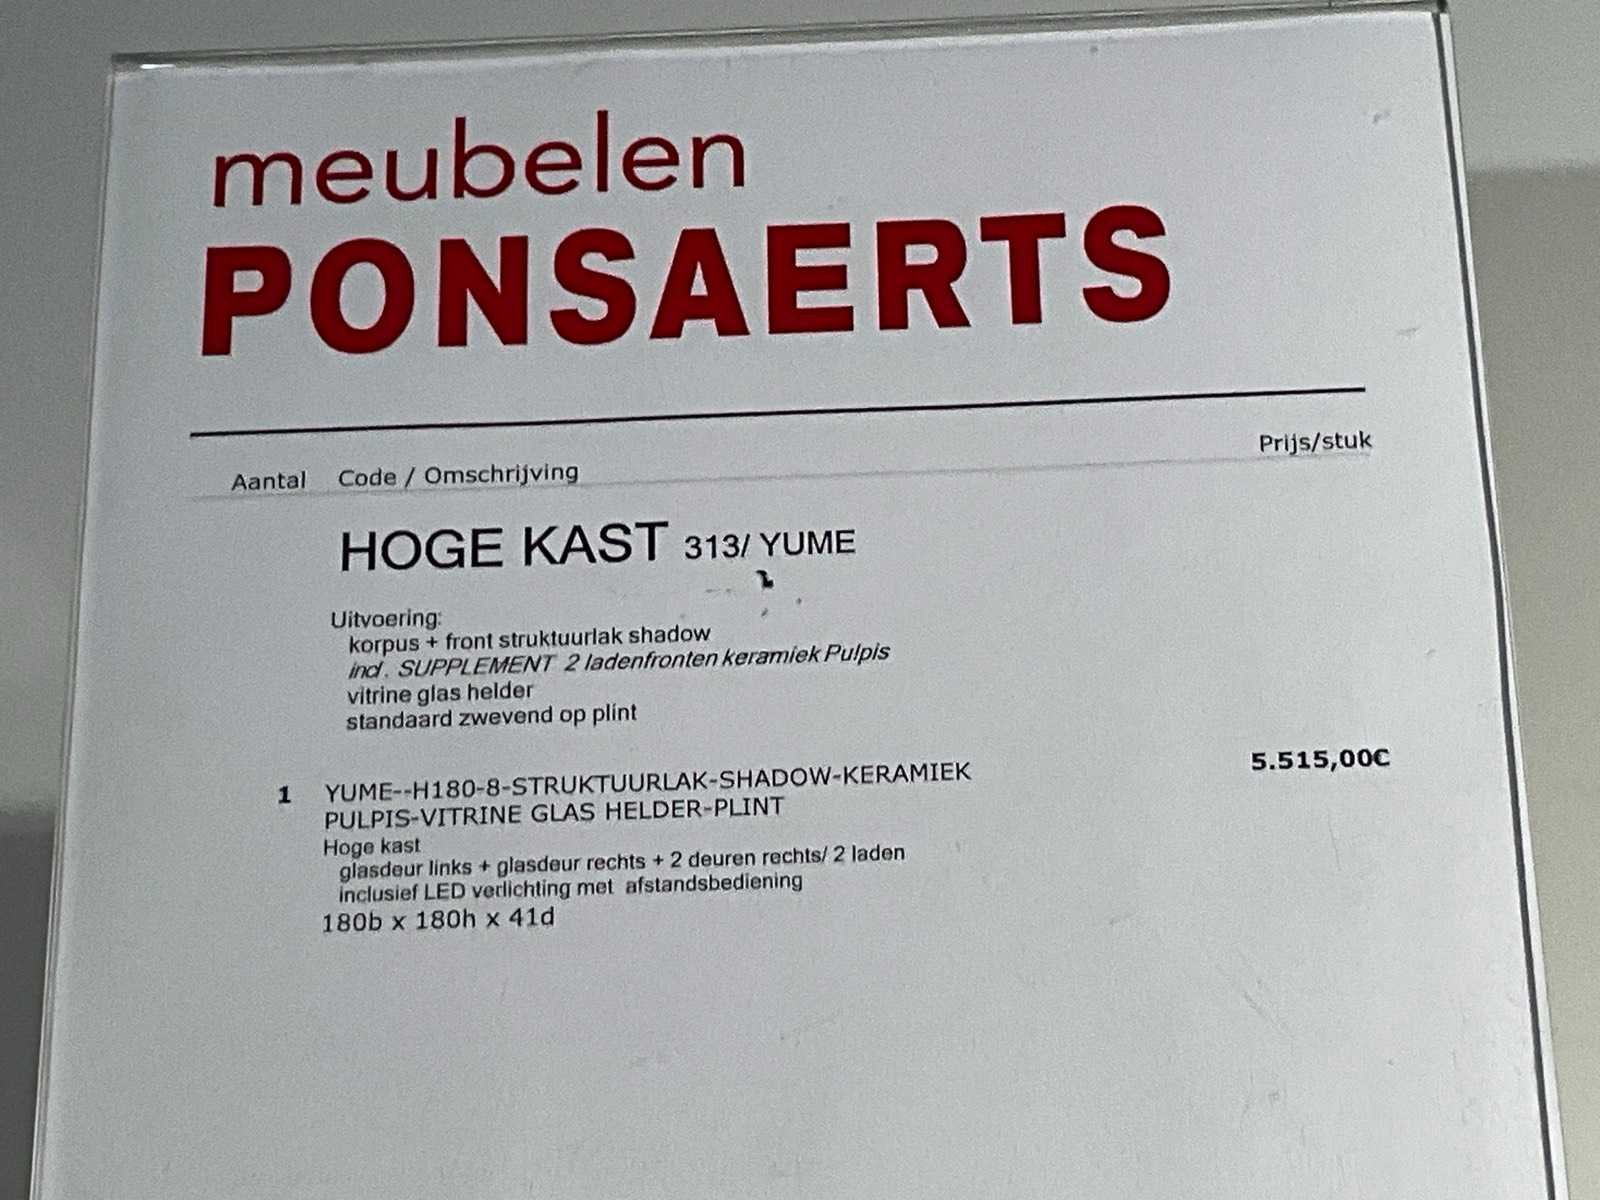 meubelen
PONSAERTS
Aantal Code / Omschrijving Prijs/stuk
HOGE KAST 313/ YUME
Uitvoering:
korpus + front struktuurlak shadow
incl. SUPPLEMENT 2 ladenfronten keramiek Pulpis
vitrine glas helder
standaard zwevend op plint
1 YUME--H180-8-STRUKTUURLAK-SHADOW-KERAMIEK 5.515,00€
PULPIS-VITRINE GLAS HELDER-PLINT
Hoge kast
glasdeur links + glasdeur rechts + 2 deuren rechts/ 2 laden
inclusief LED verlichting met afstandsbediening
180b x 180h x 41d